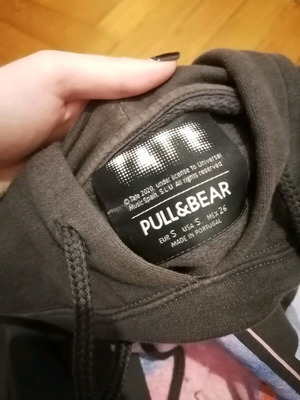 TATE
© Tate 2020, under license to Universal
Music Spain, S L U All rights reserved
PULL&BEAR
EUR S USA S MEX 26
MADE IN PORTUGAL